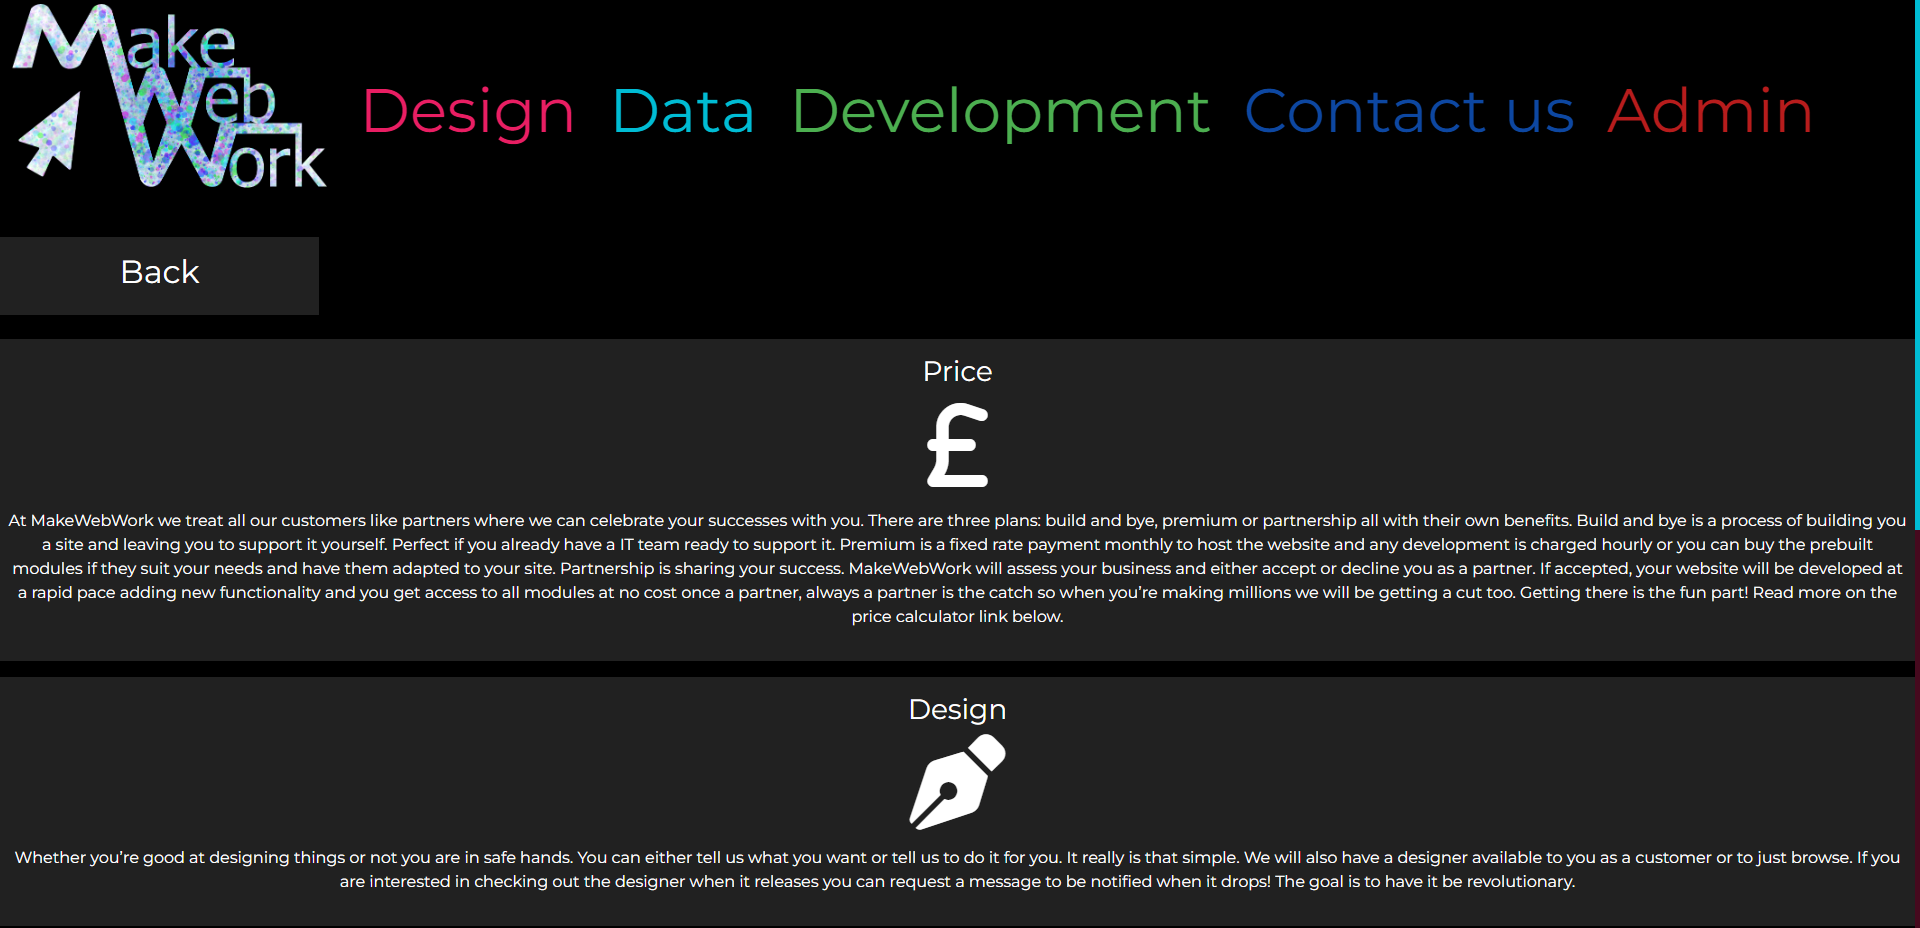 Make
Web
Work
Design Data Development Contact us Admin
Back
Price
£
At MakeWebWork we treat all our customers like partners where we can celebrate your successes with you. There are three plans: build and bye, premium or partnership all with their own benefits. Build and bye is a process of building you
a site and leaving you to support it yourself. Perfect if you already have a IT team ready to support it. Premium is a fixed rate payment monthly to host the website and any development is charged hourly or you can buy the prebuilt
modules if they suit your needs and have them adapted to your site. Partnership is sharing your success. MakeWebWork will assess your business and either accept or decline you as a partner. If accepted, your website will be developed at
a rapid pace adding new functionality and you get access to all modules at no cost once a partner, always a partner is the catch so when you’re making millions we will be getting a cut too. Getting there is the fun part! Read more on the
price calculator link below.
Design
Whether you’re good at designing things or not you are in safe hands. You can either tell us what you want or tell us to do it for you. It really is that simple. We will also have a designer available to you as a customer or to just browse. If you
are interested in checking out the designer when it releases you can request a message to be notified when it drops! The goal is to have it be revolutionary.